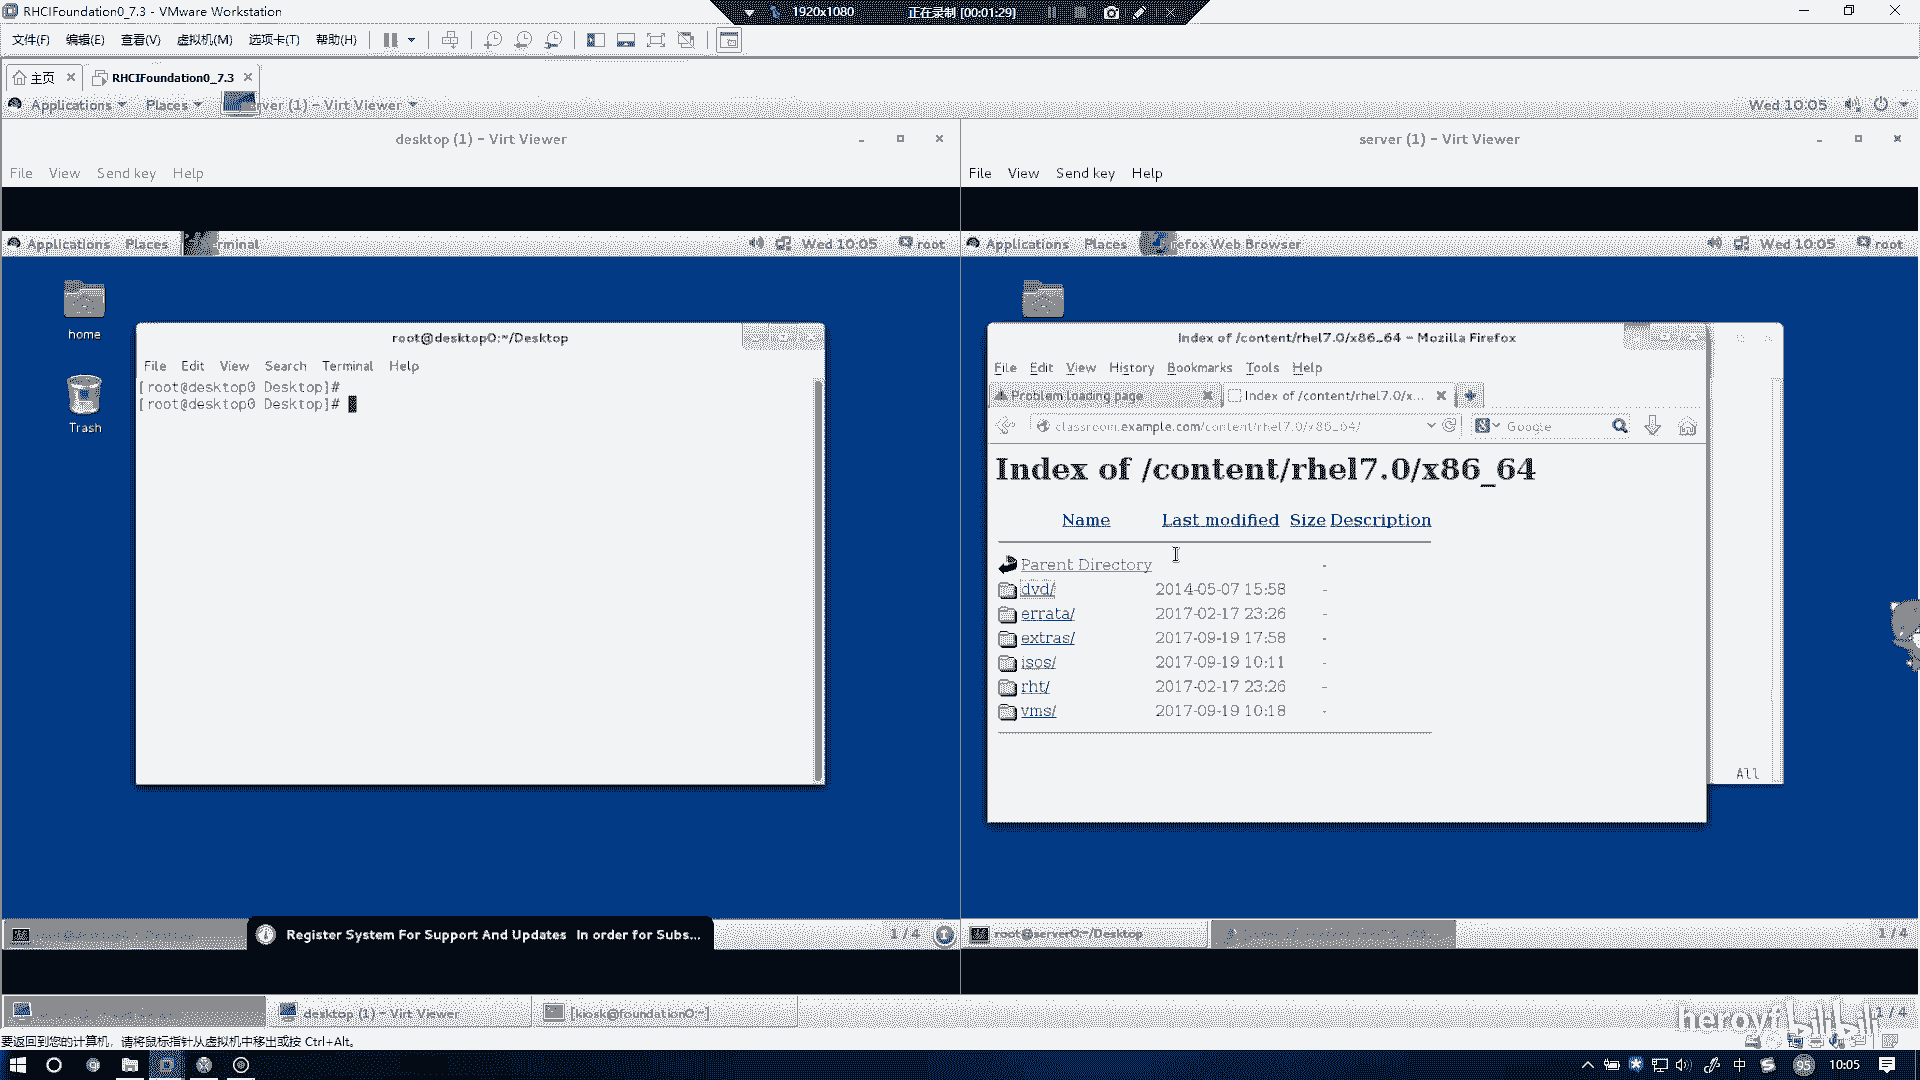 RHCIFoundation0_7.3 - VMware Workstation
1920x1080
正在录制 [00:01:29]
文件(F) 编辑(E) 查看(V) 虚拟机(M) 选项卡(T) 帮助(H)
主页
RHCIFoundation0_7.3
Applications Places
(1) - Virt Viewer
Wed 10:05
desktop (1) - Virt Viewer
File View Send key Help
Applications Places
Wed 10:05 root
home
Trash
root@desktop0:~/Desktop
File Edit View Search Terminal Help
[root@desktop0 Desktop]#
[root@desktop0 Desktop]#
Register System For Support And Updates In order for Subs...
1 / 4
server (1) - Virt Viewer
File View Send key Help
Applications Places
Web Browser
Wed 10:05 root
Index of /content/rhel7.0/x86_64 - Mozilla Firefox
File Edit View History Bookmarks Tools Help
Problem loading page
Index of /content/rhel7.0/x...
classroom.example.com/content/rhel7.0/x86_64/
Google
Index of /content/rhel7.0/x86_64
Name Last modified Size Description
Parent Directory -
dvd/ 2014-05-07 15:58 -
errata/ 2017-02-17 23:26 -
extras/ 2017-09-19 17:58 -
isos/ 2017-09-19 10:11 -
rht/ 2017-02-17 23:26 -
vms/ 2017-09-19 10:18 -
All
root@server0:~/Desktop
1 / 4
desktop (1) - Virt Viewer
[kiosk@foundation0:~]
bilibili
1 / 4
要返回到您的计算机，请将鼠标指针从虚拟机中移出或按 Ctrl+Alt。
中
95
10:05